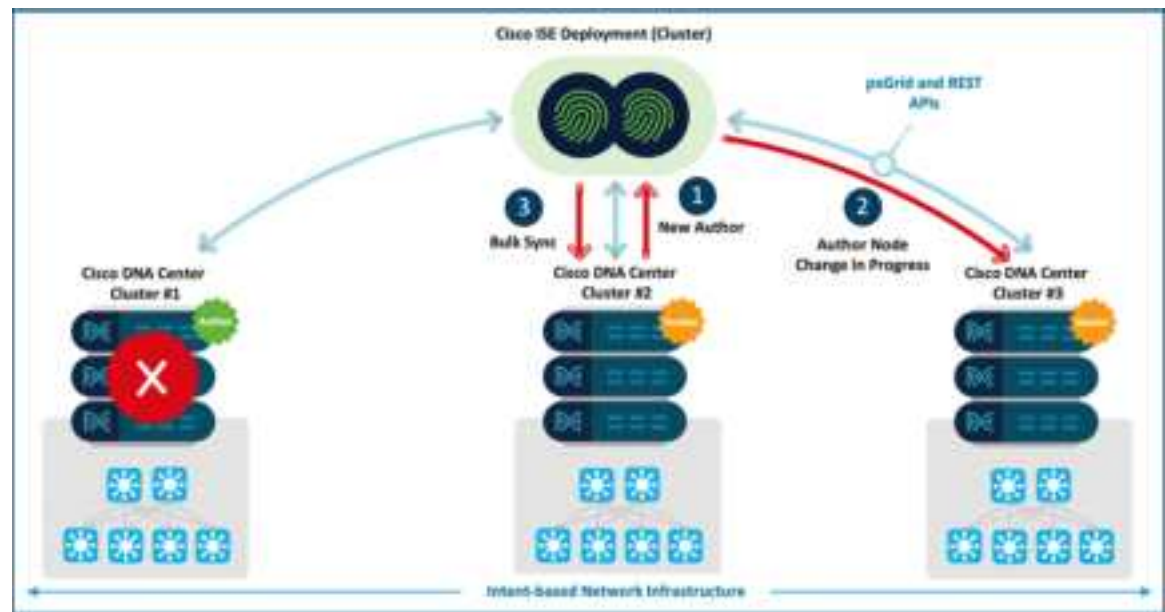 Cisco ISE Deployment (Cluster)
pxGrid and REST
APIs
3
Bulk Sync
1
New Author
2
Author Node
Change In Progress
Cisco DNA Center
Cluster #1
Cisco DNA Center
Cluster #2
Cisco DNA Center
Cluster #3
Author
X
Intent-based Network Infrastructure